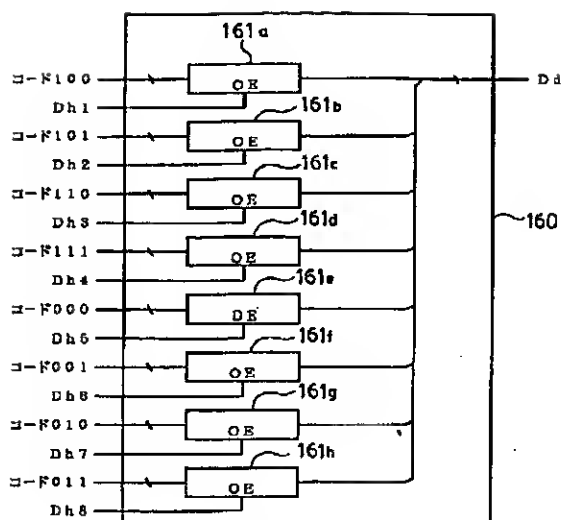 161a
コード100
OE
Dd
Dh1
161b
コード101
OE
Dh2
161c
コード110
OE
Dh3
161d
160
コード111
OE
Dh4
161e
コード000
OE
Dh5
161f
コード001
OE
Dh6
161g
コード010
OE
Dh7
161h
コード011
OE
Dh8